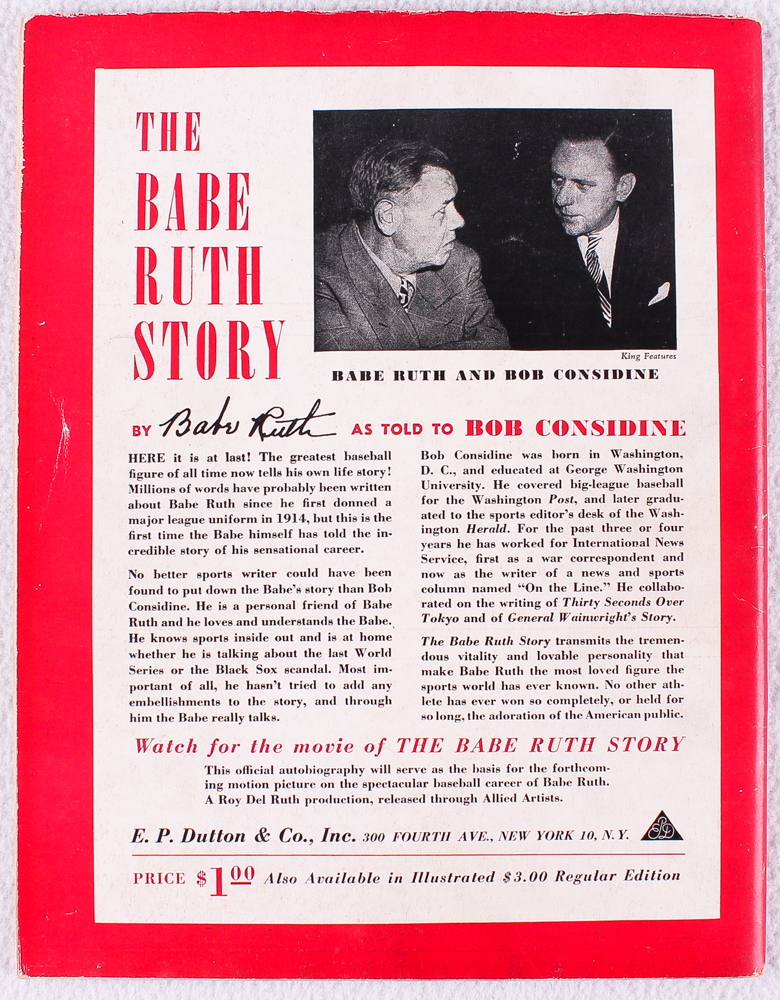 THE
BABE
RUTH
STORY
King Features
BABE RUTH AND BOB CONSIDINE
BY Babe Ruth AS TOLD TO BOB CONSIDINE
HERE it is at last! The greatest baseball
figure of all time now tells his own life story!
Millions of words have probably been written
about Babe Ruth since he first donned a
major league uniform in 1914, but this is the
first time the Babe himself has told the in-
credible story of his sensational career.
No better sports writer could have been
found to put down the Babe's story than Bob
Considine. He is a personal friend of Babe
Ruth and he loves and understands the Babe.
He knows sports inside out and is at home
whether he is talking about the last World
Series or the Black Sox scandal. Most im-
portant of all, he hasn't tried to add any
embellishments to the story, and through
him the Babe really talks.
Bob Considine was born in Washington,
D. C., and educated at George Washington
University. He covered big-league baseball
for the Washington Post, and later gradu-
ated to the sports editor's desk of the Wash-
ington Herald. For the past three or four
years he has worked for International News
Service, first as a war correspondent and
now as the writer of a news and sports
column named "On the Line." He collabo-
rated on the writing of Thirty Seconds Over
Tokyo and of General Wainwright's Story.
The Babe Ruth Story transmits the tremen-
dous vitality and lovable personality that
make Babe Ruth the most loved figure the
sports world has ever known. No other ath-
lete has ever won so completely, or held for
so long, the adoration of the American public.
Watch for the movie of THE BABE RUTH STORY
This official autobiography will serve as the basis for the forthcom-
ing motion picture on the spectacular baseball career of Babe Ruth.
A Roy Del Ruth production, released through Allied Artists.
E. P. Dutton & Co., Inc. 300 FOURTH AVE., NEW YORK 10, N. Y.
PRICE $1.00 Also Available in Illustrated $3.00 Regular Edition